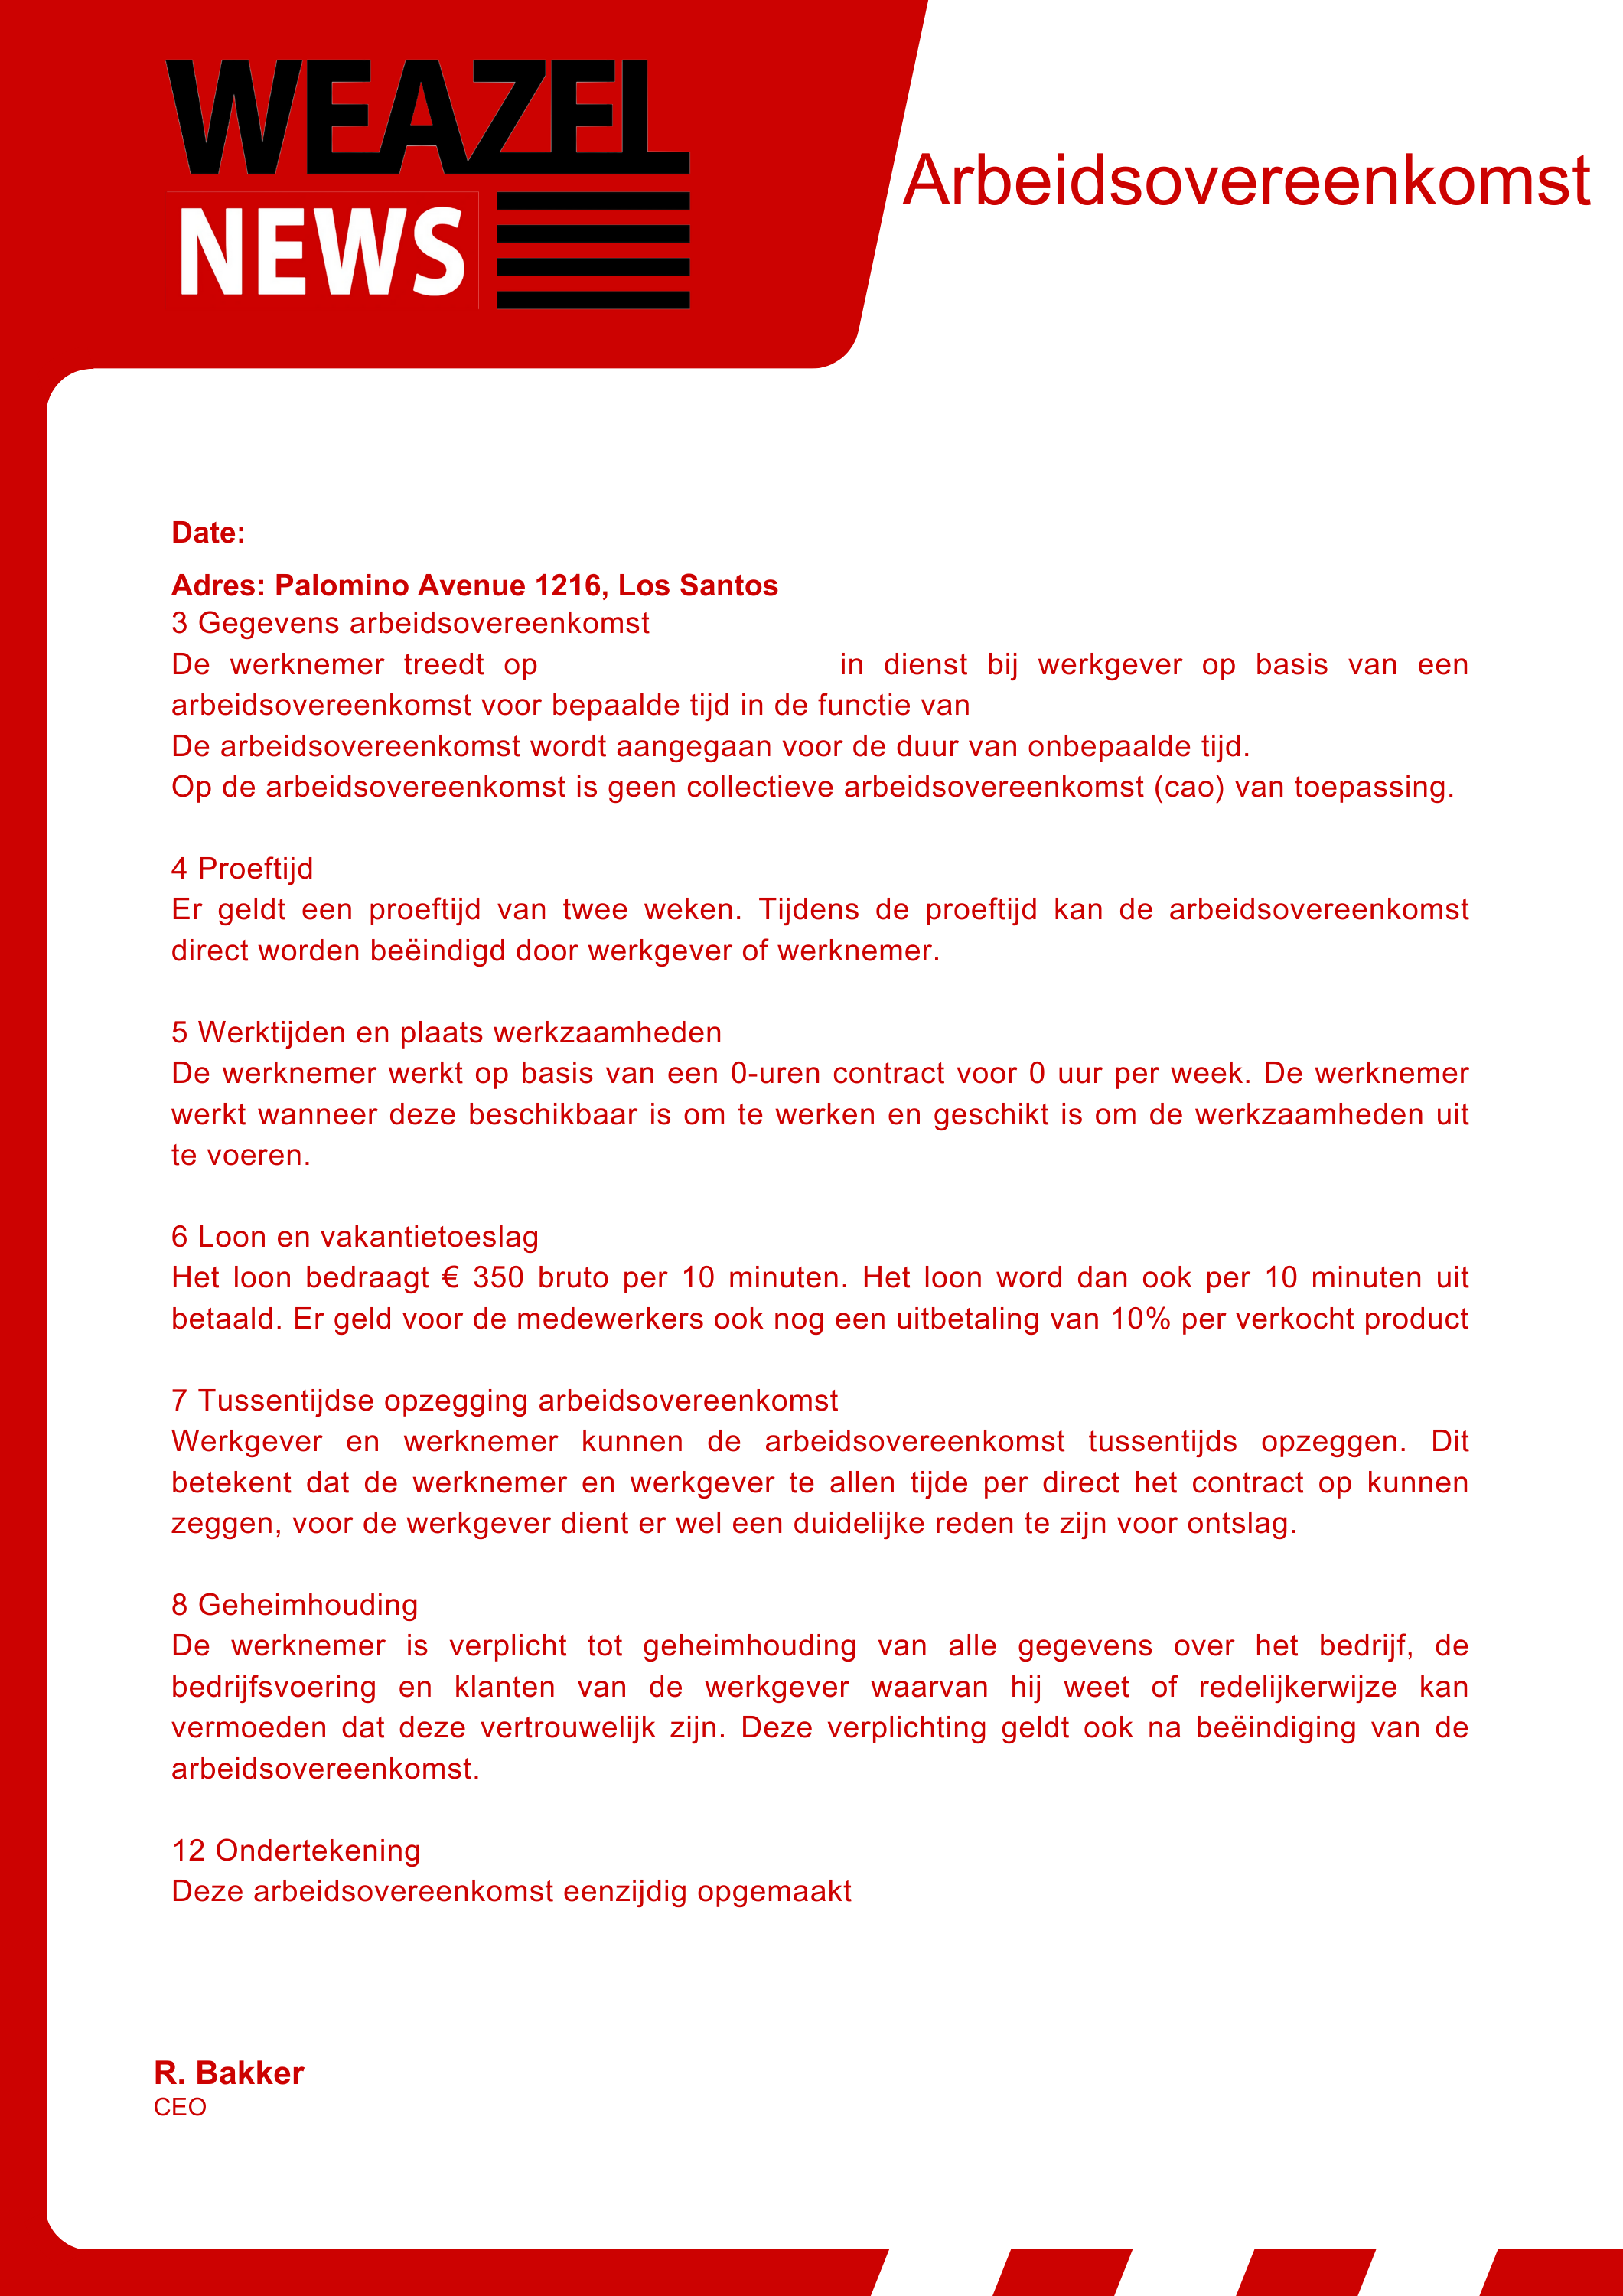 WEAZEL
NEWS
Arbeidsovereenkomst
Date:
Adres: Palomino Avenue 1216, Los Santos
3 Gegevens arbeidsovereenkomst
De werknemer treedt op in dienst bij werkgever op basis van een
arbeidsovereenkomst voor bepaalde tijd in de functie van
De arbeidsovereenkomst wordt aangegaan voor de duur van onbepaalde tijd.
Op de arbeidsovereenkomst is geen collectieve arbeidsovereenkomst (cao) van toepassing.
4 Proeftijd
Er geldt een proeftijd van twee weken. Tijdens de proeftijd kan de arbeidsovereenkomst
direct worden beëindigd door werkgever of werknemer.
5 Werktijden en plaats werkzaamheden
De werknemer werkt op basis van een 0-uren contract voor 0 uur per week. De werknemer
werkt wanneer deze beschikbaar is om te werken en geschikt is om de werkzaamheden uit
te voeren.
6 Loon en vakantietoeslag
Het loon bedraagt € 350 bruto per 10 minuten. Het loon word dan ook per 10 minuten uit
betaald. Er geld voor de medewerkers ook nog een uitbetaling van 10% per verkocht product
7 Tussentijdse opzegging arbeidsovereenkomst
Werkgever en werknemer kunnen de arbeidsovereenkomst tussentijds opzeggen. Dit
betekent dat de werknemer en werkgever te allen tijde per direct het contract op kunnen
zeggen, voor de werkgever dient er wel een duidelijke reden te zijn voor ontslag.
8 Geheimhouding
De werknemer is verplicht tot geheimhouding van alle gegevens over het bedrijf, de
bedrijfsvoering en klanten van de werkgever waarvan hij weet of redelijkerwijze kan
vermoeden dat deze vertrouwelijk zijn. Deze verplichting geldt ook na beëindiging van de
arbeidsovereenkomst.
12 Ondertekening
Deze arbeidsovereenkomst eenzijdig opgemaakt
R. Bakker
CEO